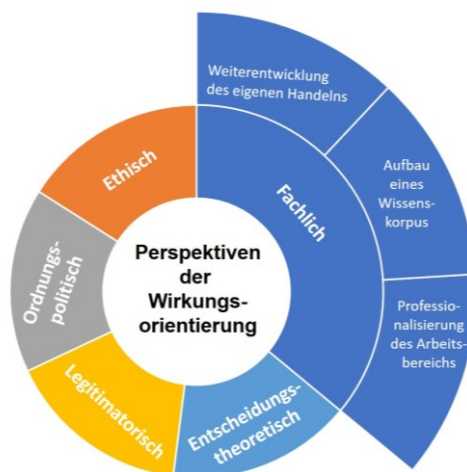 Perspektiven
der
Wirkungs-
orientierung
Fachlich
Weiterentwicklung
des eigenen Handelns
Aufbau
eines
Wissens-
korpus
Professio-
nalisierung
des Arbeits-
bereichs
Entscheidungs-
theoretisch
Legitimatorisch
Ordnungs-
politisch
Ethisch